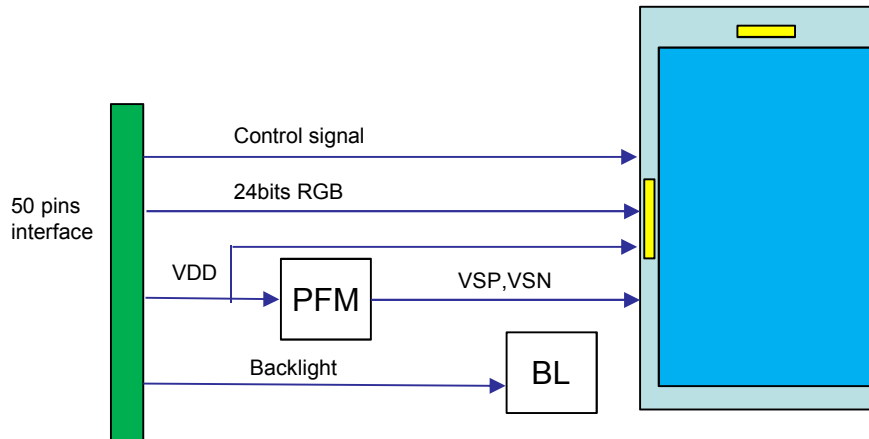 Control signal
24bits RGB
50 pins
interface
VDD
PFM
VSP,VSN
Backlight
BL